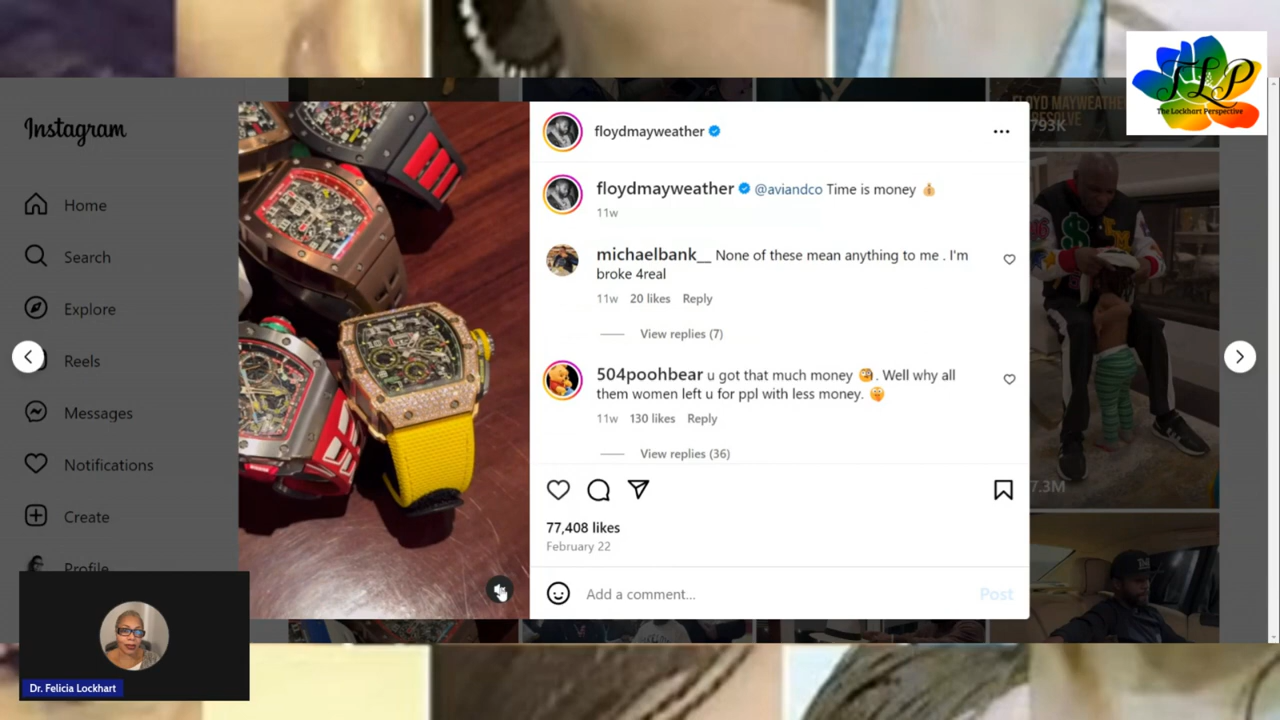 TLP
The Lockhart Perspective
Instagram
Home
Search
Explore
Reels
Messages
Notifications
Create
Profile
floydmayweather
floydmayweather @aviandco Time is money 💰
11w
michaelbank__ None of these mean anything to me . I'm
broke 4real
11w 20 likes Reply
View replies (7)
504poohbear u got that much money . Well why all
them women left u for ppl with less money.
11w 130 likes Reply
View replies (36)
77,408 likes
February 22
Add a comment...
Post
FLOYD MAYWEATHER
793K
7.3M
Dr. Felicia Lockhart